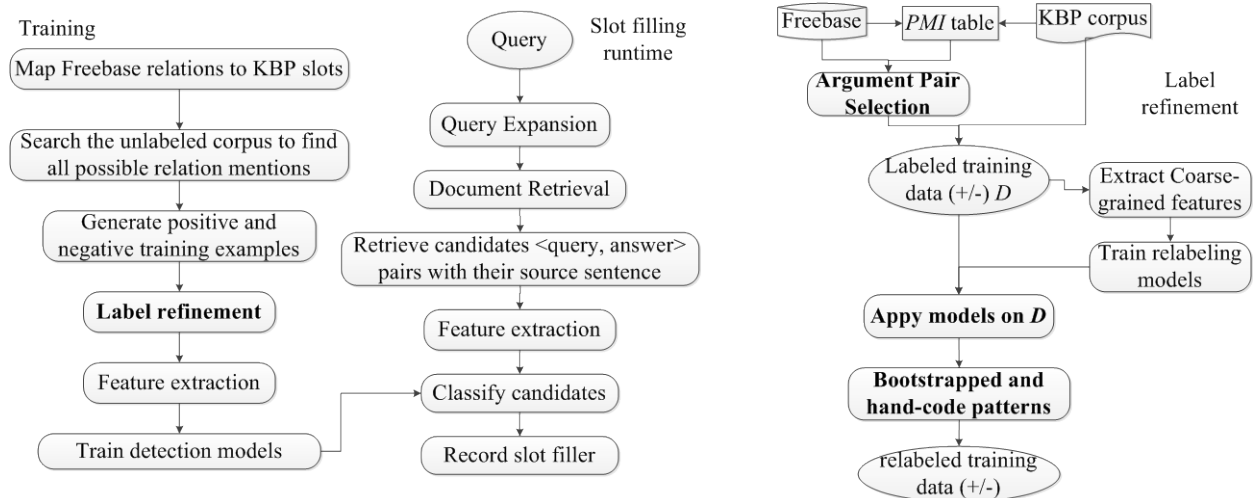 Training
Map Freebase relations to KBP slots
Search the unlabeled corpus to find
all possible relation mentions
Generate positive and
negative training examples
Label refinement
Feature extraction
Train detection models
Query
Slot filling
runtime
Query Expansion
Document Retrieval
Retrieve candidates <query, answer>
pairs with their source sentence
Feature extraction
Classify candidates
Record slot filler
Freebase
PMI table
KBP corpus
Argument Pair
Selection
Label
refinement
Labeled training
data (+/-) D
Extract Coarse-
grained features
Train relabeling
models
Appy models on D
Bootstrapped and
hand-code patterns
relabeled training
data (+/-)